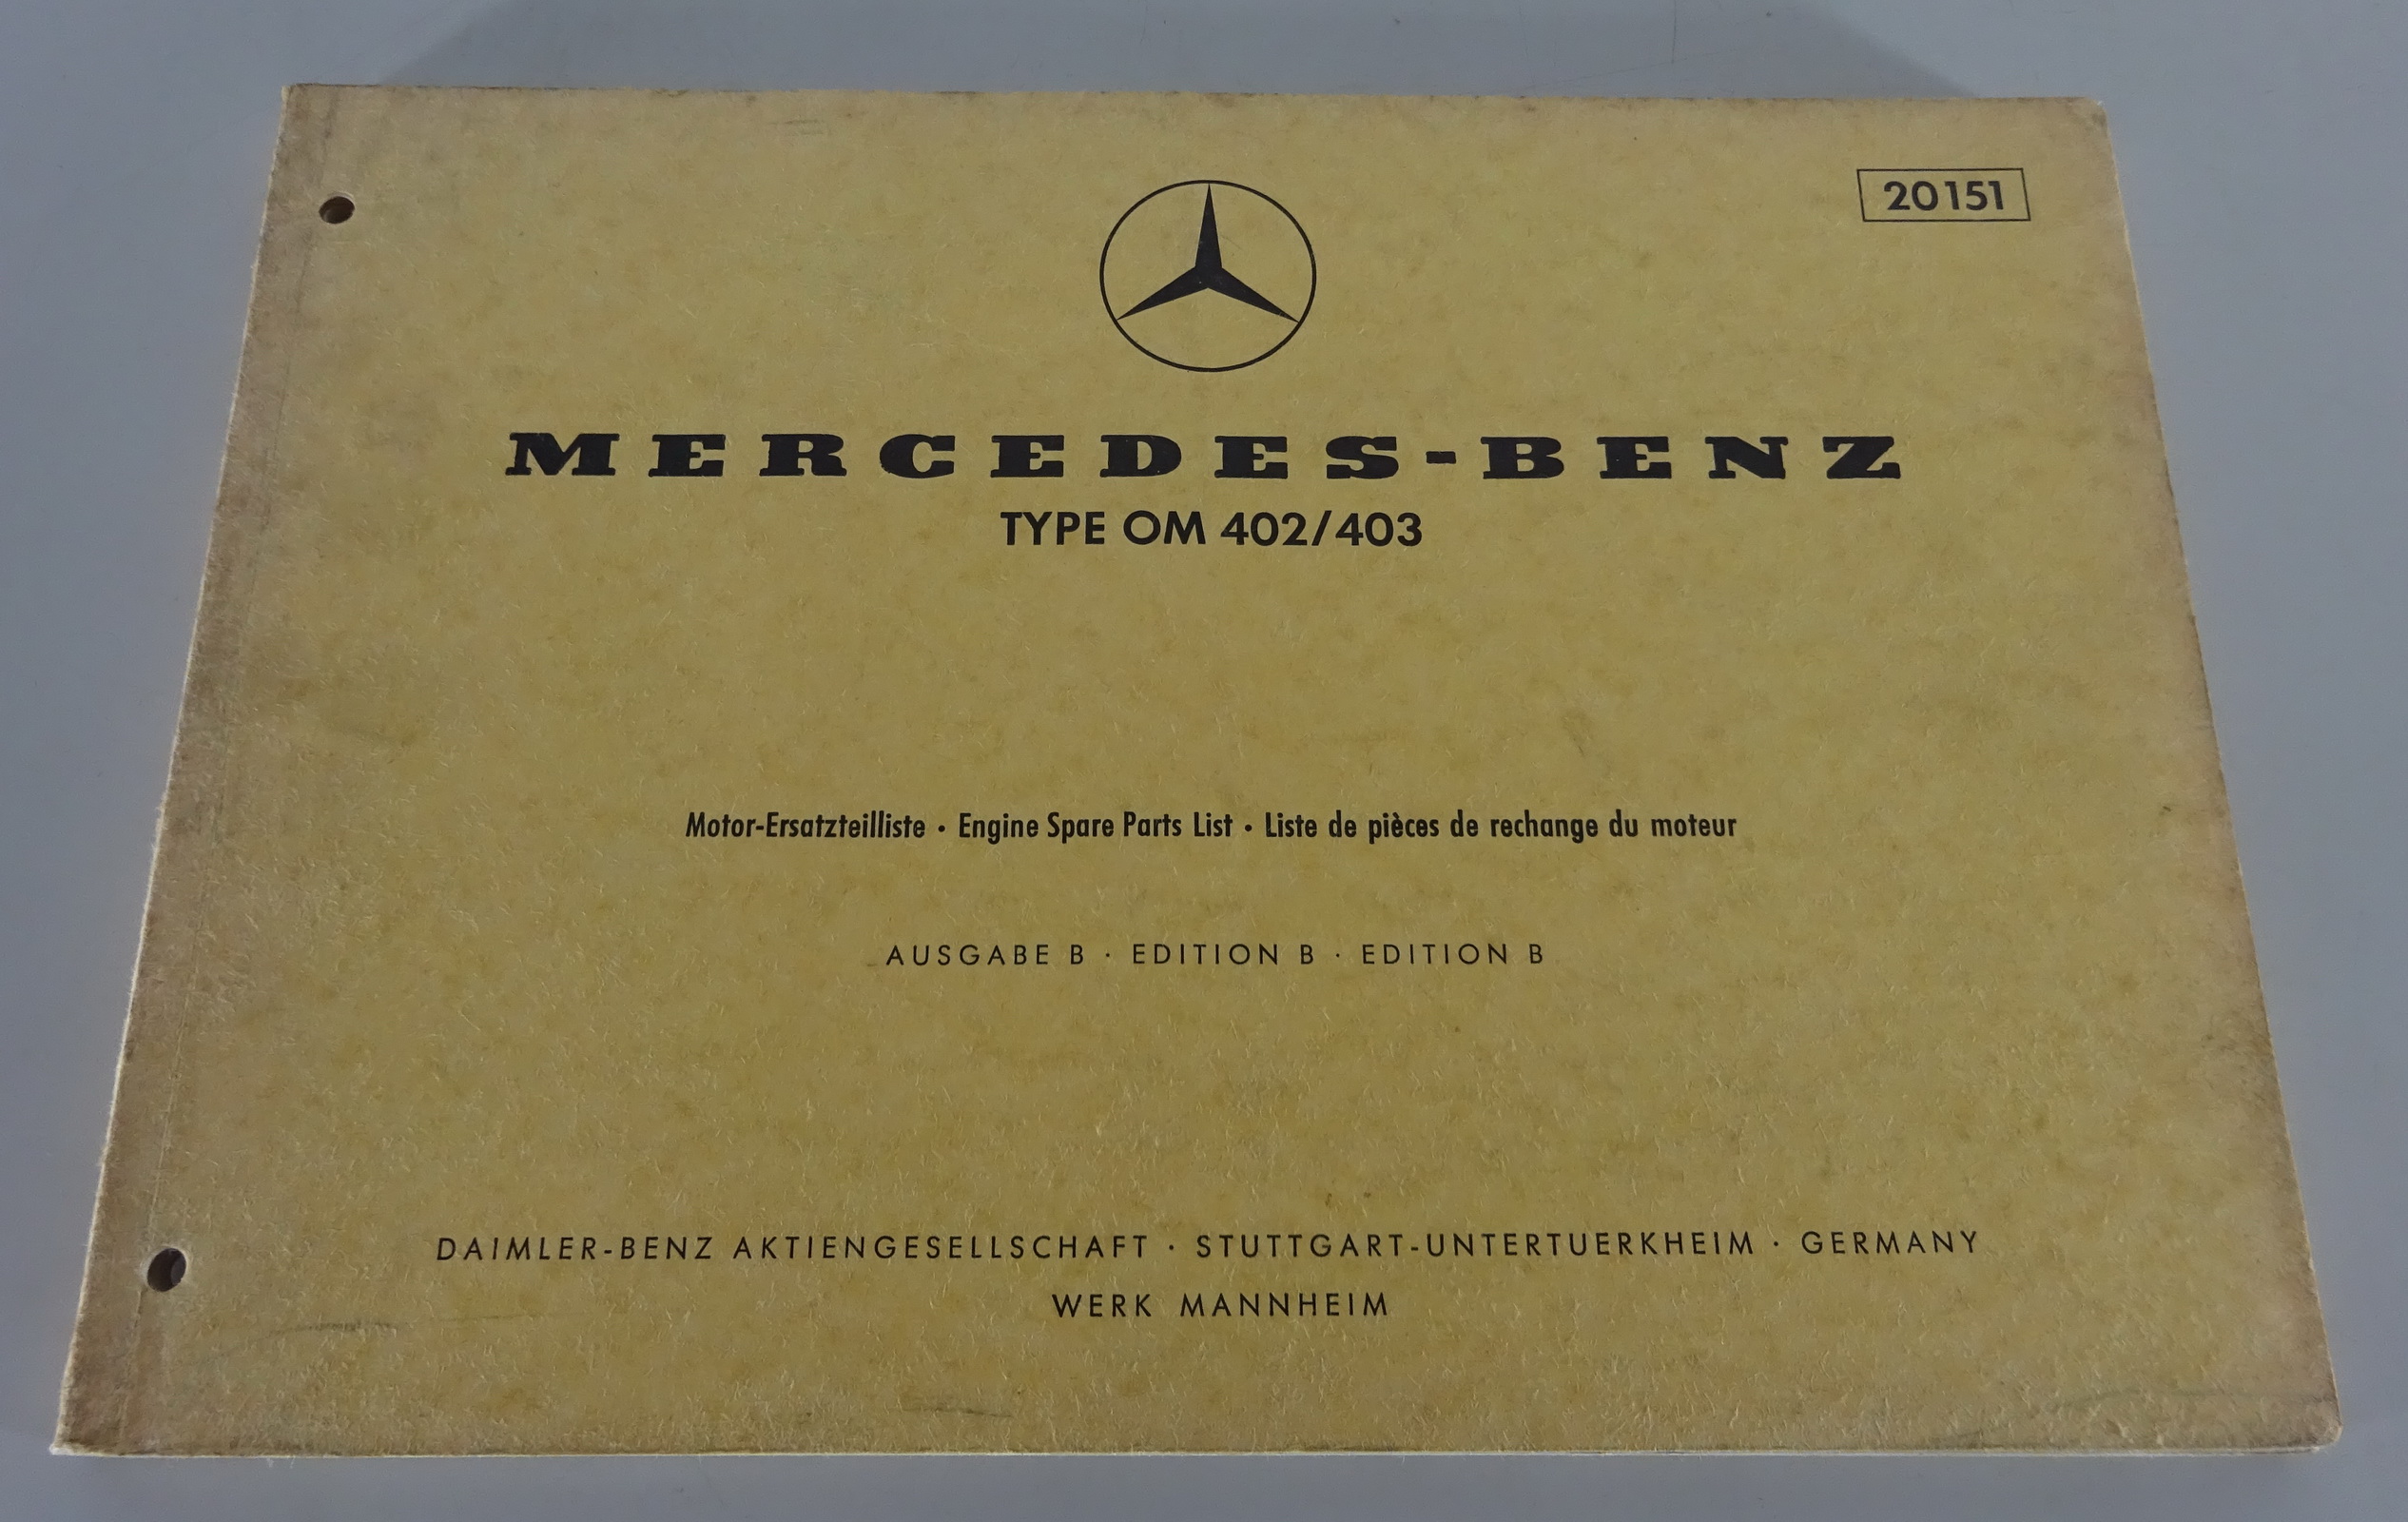 20151
MERCEDES-BENZ
TYPE OM 402/403
Motor-Ersatzteilliste · Engine Spare Parts List · Liste de pièces de rechange du moteur
AUSGABE B · EDITION B · EDITION B
DAIMLER-BENZ AKTIENGESELLSCHAFT · STUTTGART-UNTERTUERKHEIM · GERMANY
WERK MANNHEIM